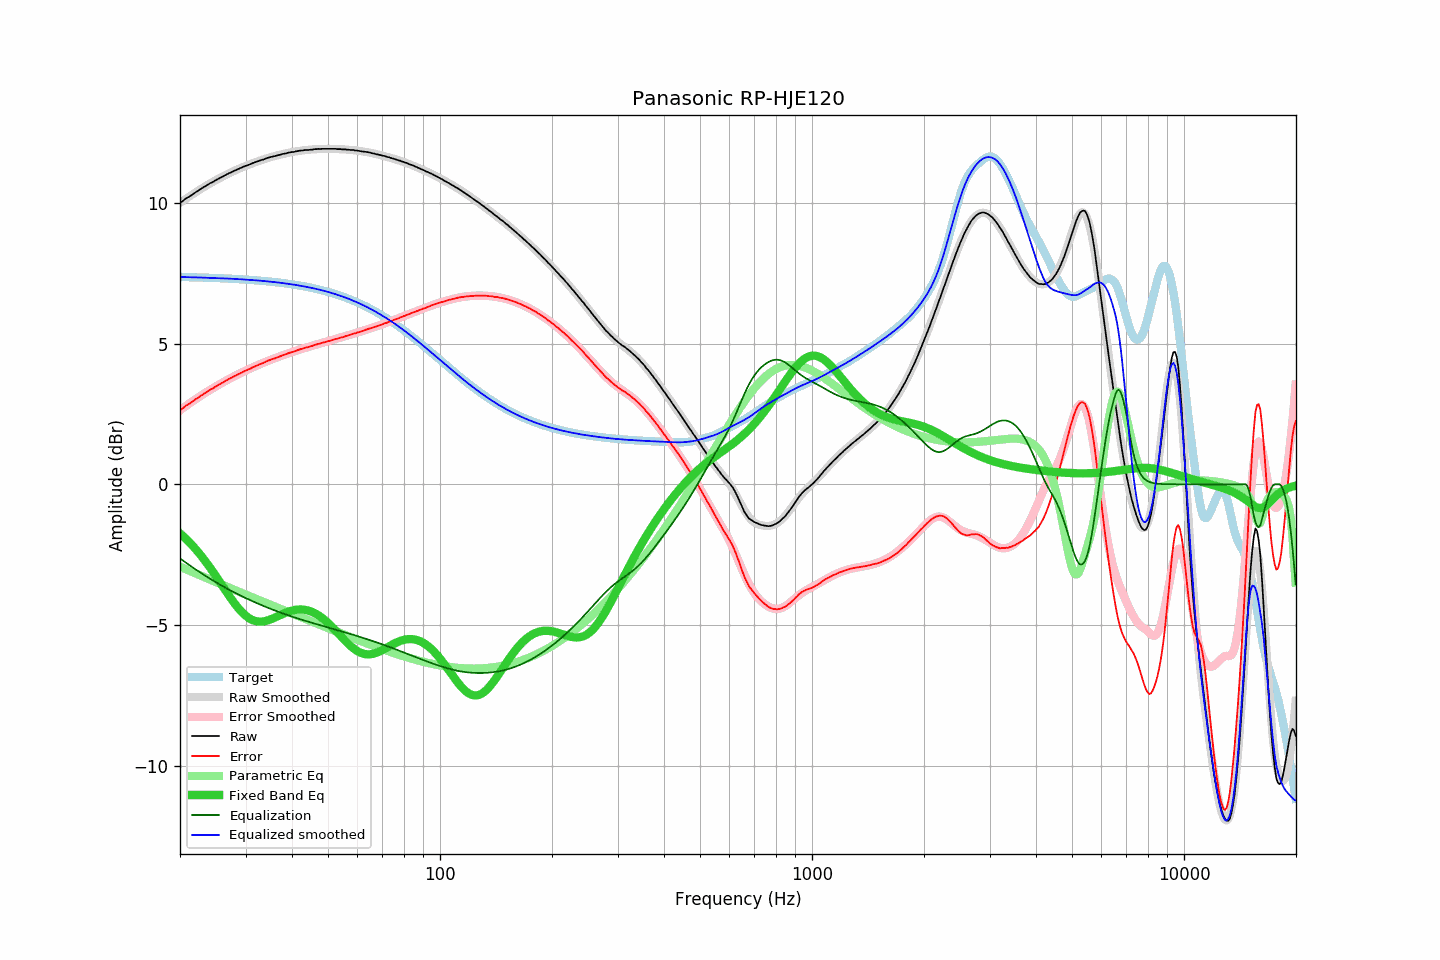 Panasonic RP-HJE120
Amplitude (dBr)
10
5
0
−5
−10
Target
Raw Smoothed
Error Smoothed
Raw
Error
Parametric Eq
Fixed Band Eq
Equalization
Equalized smoothed
100
1000
10000
Frequency (Hz)